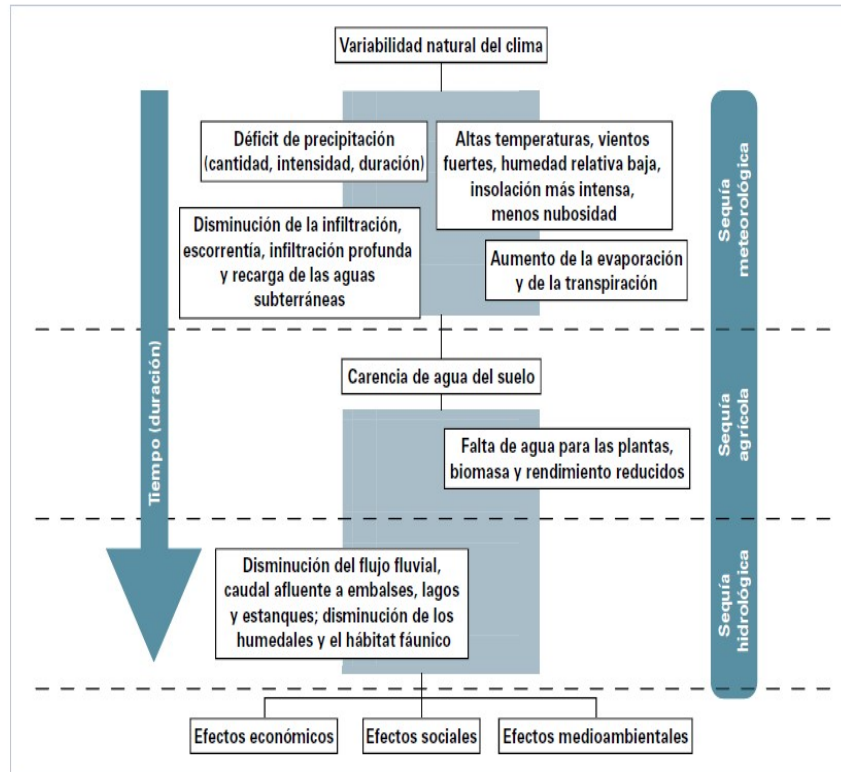 Variabilidad natural del clima
Déficit de precipitación
(cantidad, intensidad, duración)
Altas temperaturas, vientos
fuertes, humedad relativa baja,
insolación más intensa,
menos nubosidad
Disminución de la infiltración,
escorrentía, infiltración profunda
y recarga de las aguas
subterráneas
Aumento de la evaporación
y de la transpiración
Sequía
meteorológica
Tiempo (duración)
Carencia de agua del suelo
Falta de agua para las plantas,
biomasa y rendimiento reducidos
Sequía
agrícola
Disminución del flujo fluvial,
caudal afluente a embalses, lagos
y estanques; disminución de los
humedales y el hábitat fáunico
Sequía
hidrológica
Efectos económicos
Efectos sociales
Efectos medioambientales